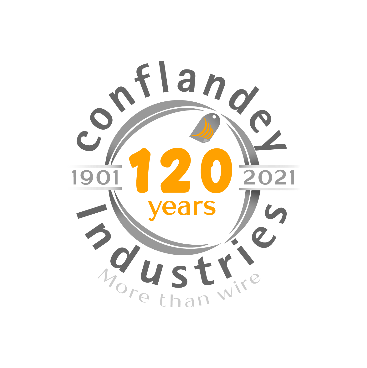 conflandey
1901 120 2021
years
Industries
More than wire